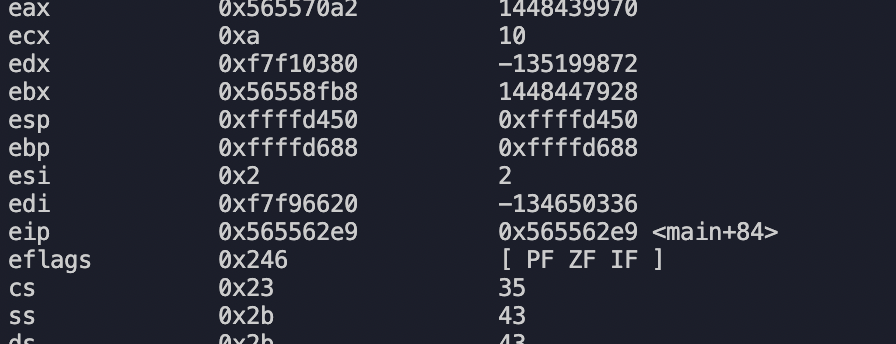 eax 0x565570a2 1448439970
ecx 0xa 10
edx 0xf7f10380 -135199872
ebx 0x56558fb8 1448447928
esp 0xffffd450 0xffffd450
ebp 0xffffd688 0xffffd688
esi 0x2 2
edi 0xf7f96620 -134650336
eip 0x565562e9 0x565562e9 <main+84>
eflags 0x246 [ PF ZF IF ]
cs 0x23 35
ss 0x2b 43
ds 0x2b 43